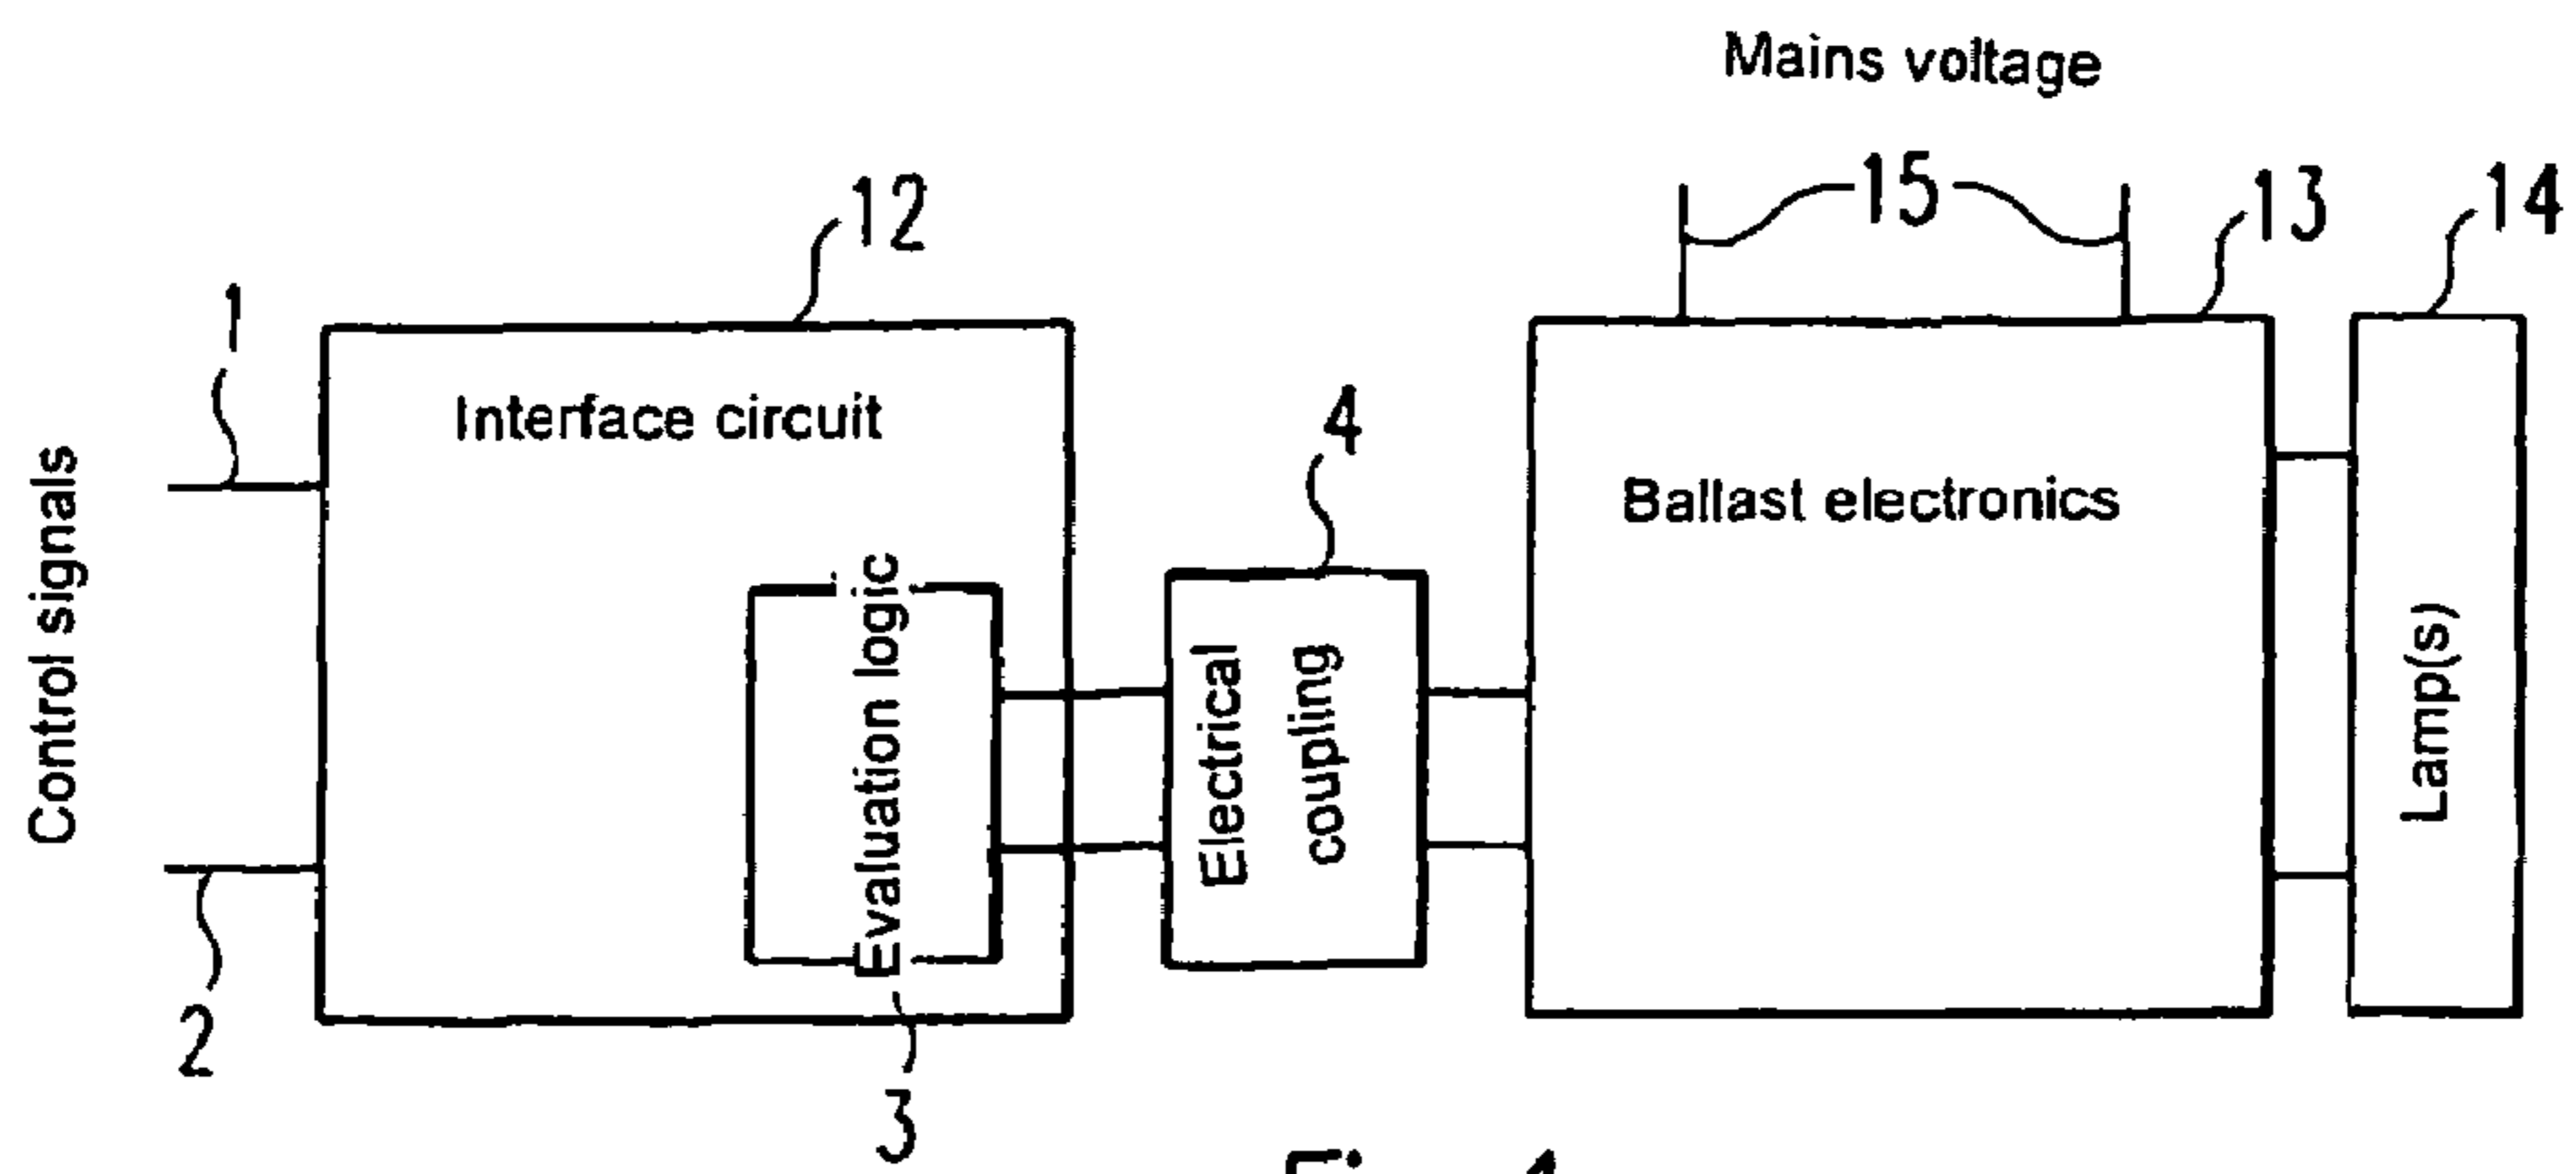 Mains voltage
15
12
13
14
1
Interface circuit
4
Ballast electronics
Control signals
Evaluation logic
Electrical
coupling
Lamp(s)
2
3